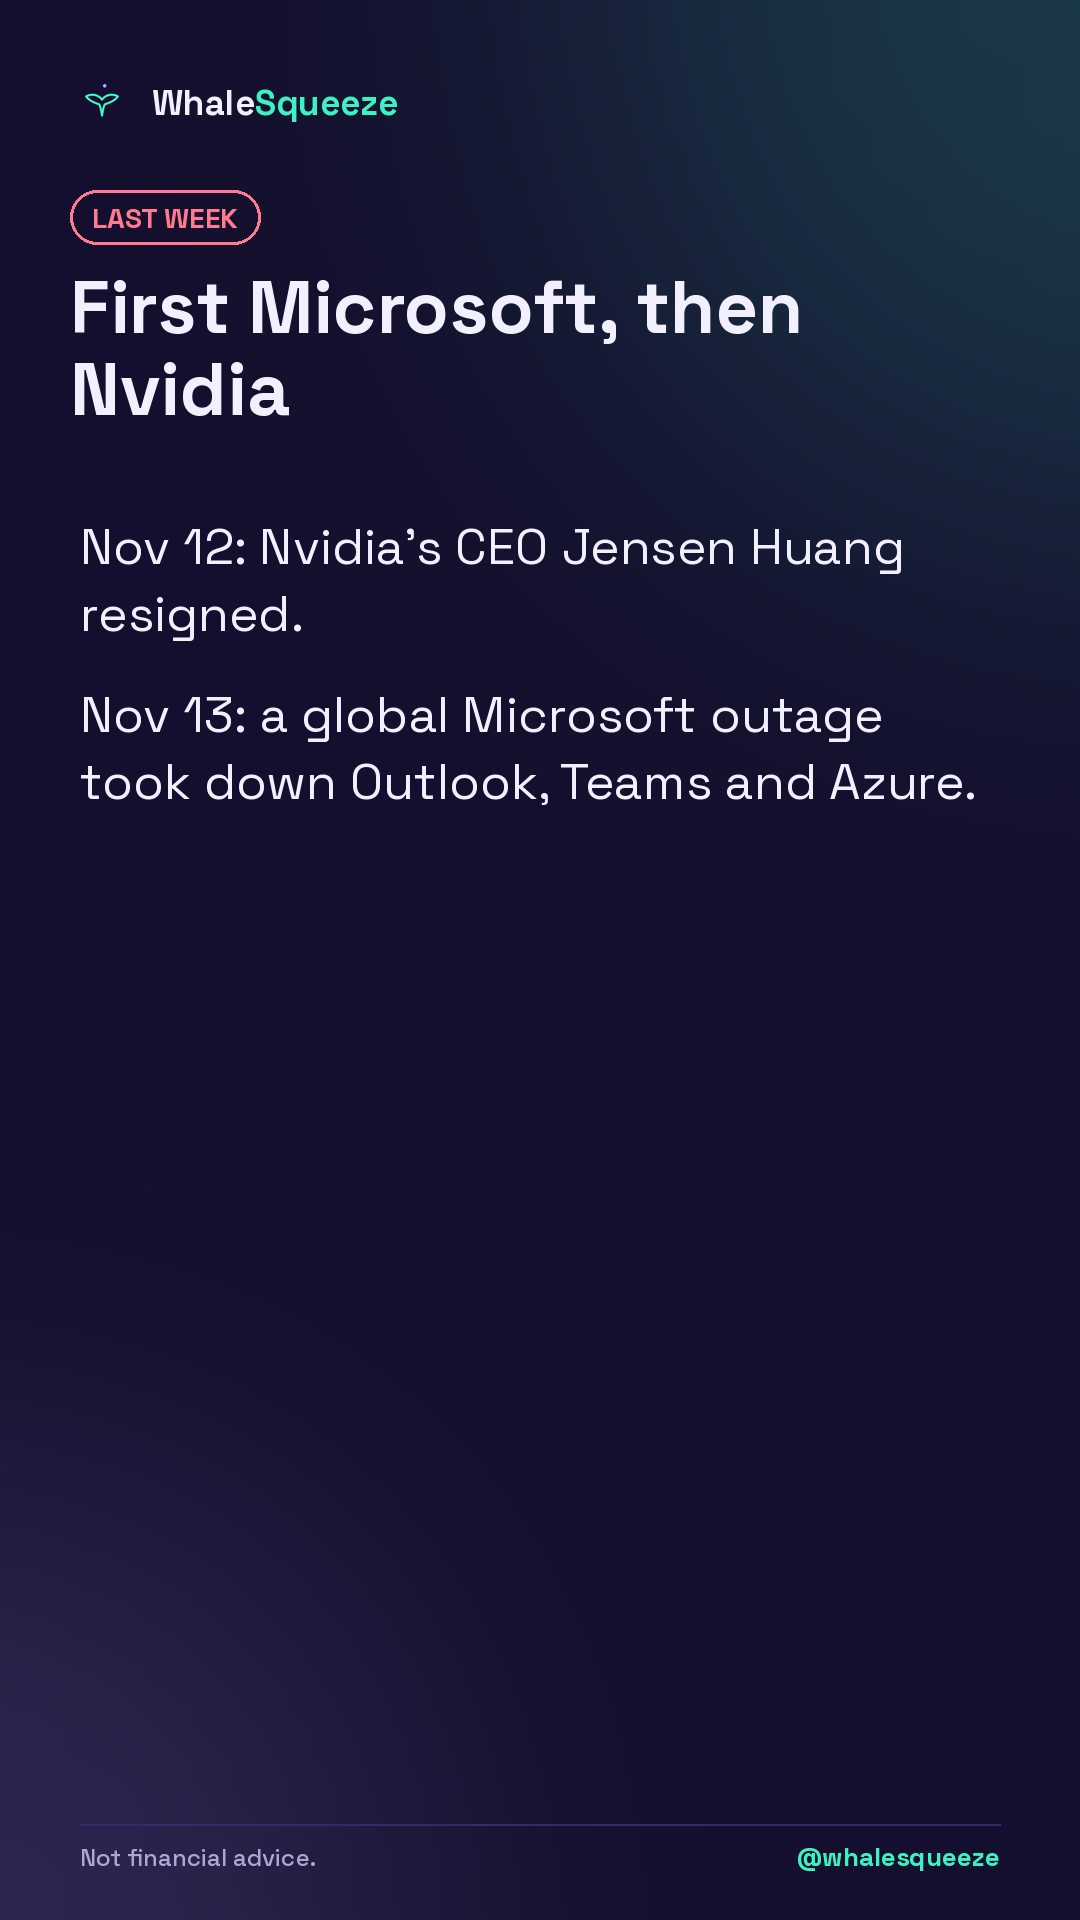 WhaleSqueeze
LAST WEEK
First Microsoft, then
Nvidia
Nov 12: Nvidia’s CEO Jensen Huang
resigned.
Nov 13: a global Microsoft outage
took down Outlook, Teams and Azure.
Not financial advice.
@whalesqueeze